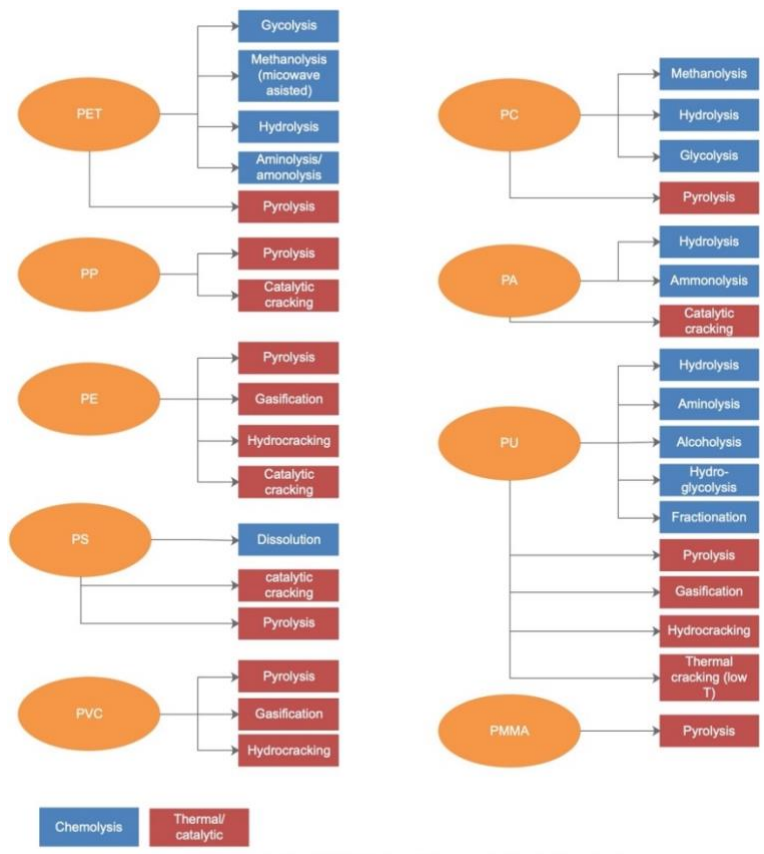 PET
Gycolysis
Methanolysis
(micowave
asisted)
Hydrolysis
Aminolysis/
amonolysis
Pyrolysis
PP
Pyrolysis
Catalytic
cracking
PE
Pyrolysis
Gasification
Hydrocracking
Catalytic
cracking
PS
Dissolution
catalytic
cracking
Pyrolysis
PVC
Pyrolysis
Gasification
Hydrocracking
PC
Methanolysis
Hydrolysis
Glycolysis
Pyrolysis
PA
Hydrolysis
Ammonolysis
Catalytic
cracking
PU
Hydrolysis
Aminolysis
Alcoholysis
Hydro-
glycolysis
Fractionation
Pyrolysis
Gasification
Hydrocracking
Thermal
cracking (low
T)
PMMA
Pyrolysis
Chemolysis
Thermal/
catalytic